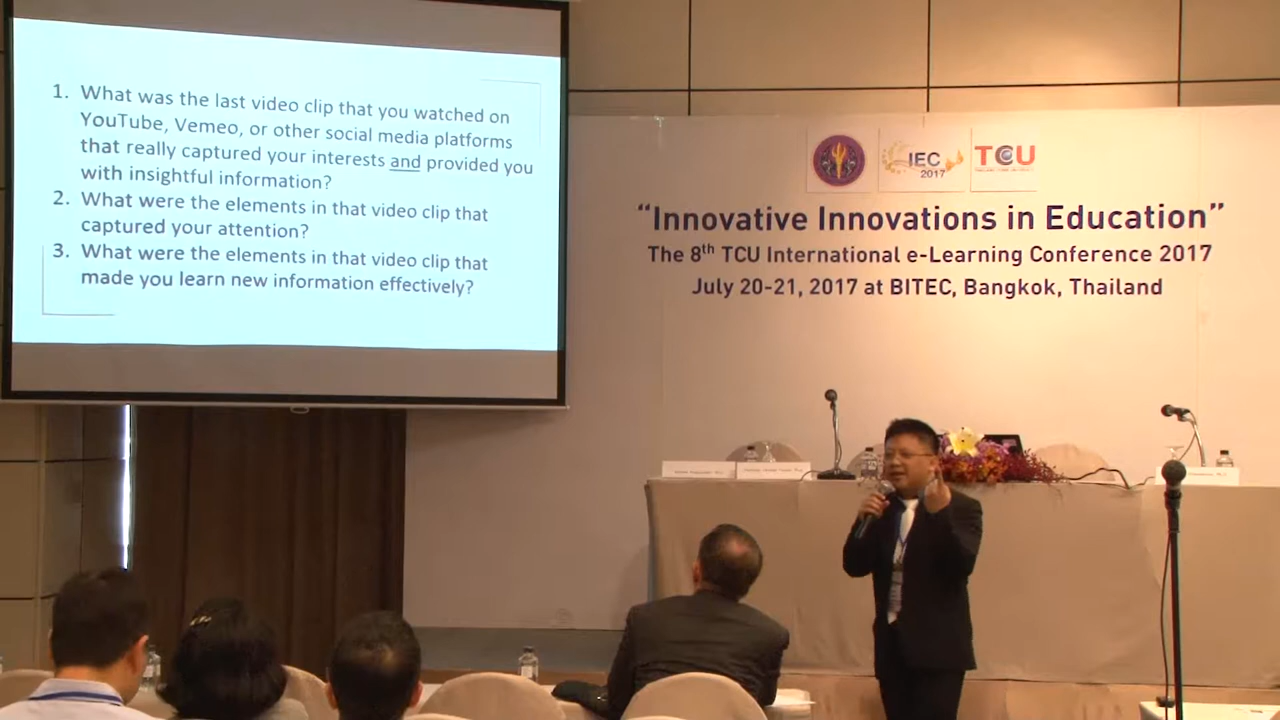 1. What was the last video clip that you watched on
YouTube, Vemeo, or other social media platforms
that really captured your interests and provided you
with insightful information?
2. What were the elements in that video clip that
captured your attention?
3. What were the elements in that video clip that
made you learn new information effectively?
IEC
2017
TCU
“Innovative Innovations in Education”
The 8th TCU International e-Learning Conference 2017
July 20-21, 2017 at BITEC, Bangkok, Thailand